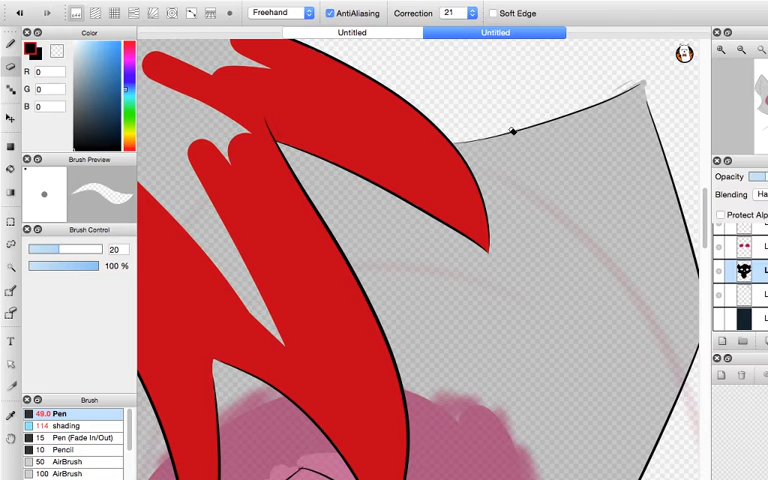 Freehand AntiAliasing Correction 21 Soft Edge
Untitled Untitled
Color
R 0
G 0
B 0
Brush Preview
Brush Control
20
100 %
Brush
49.0 Pen
114 shading
15 Pen (Fade In/Out)
10 Pencil
50 AirBrush
100 AirBrush
T
Opacity
Blending Ha
Protect Alp